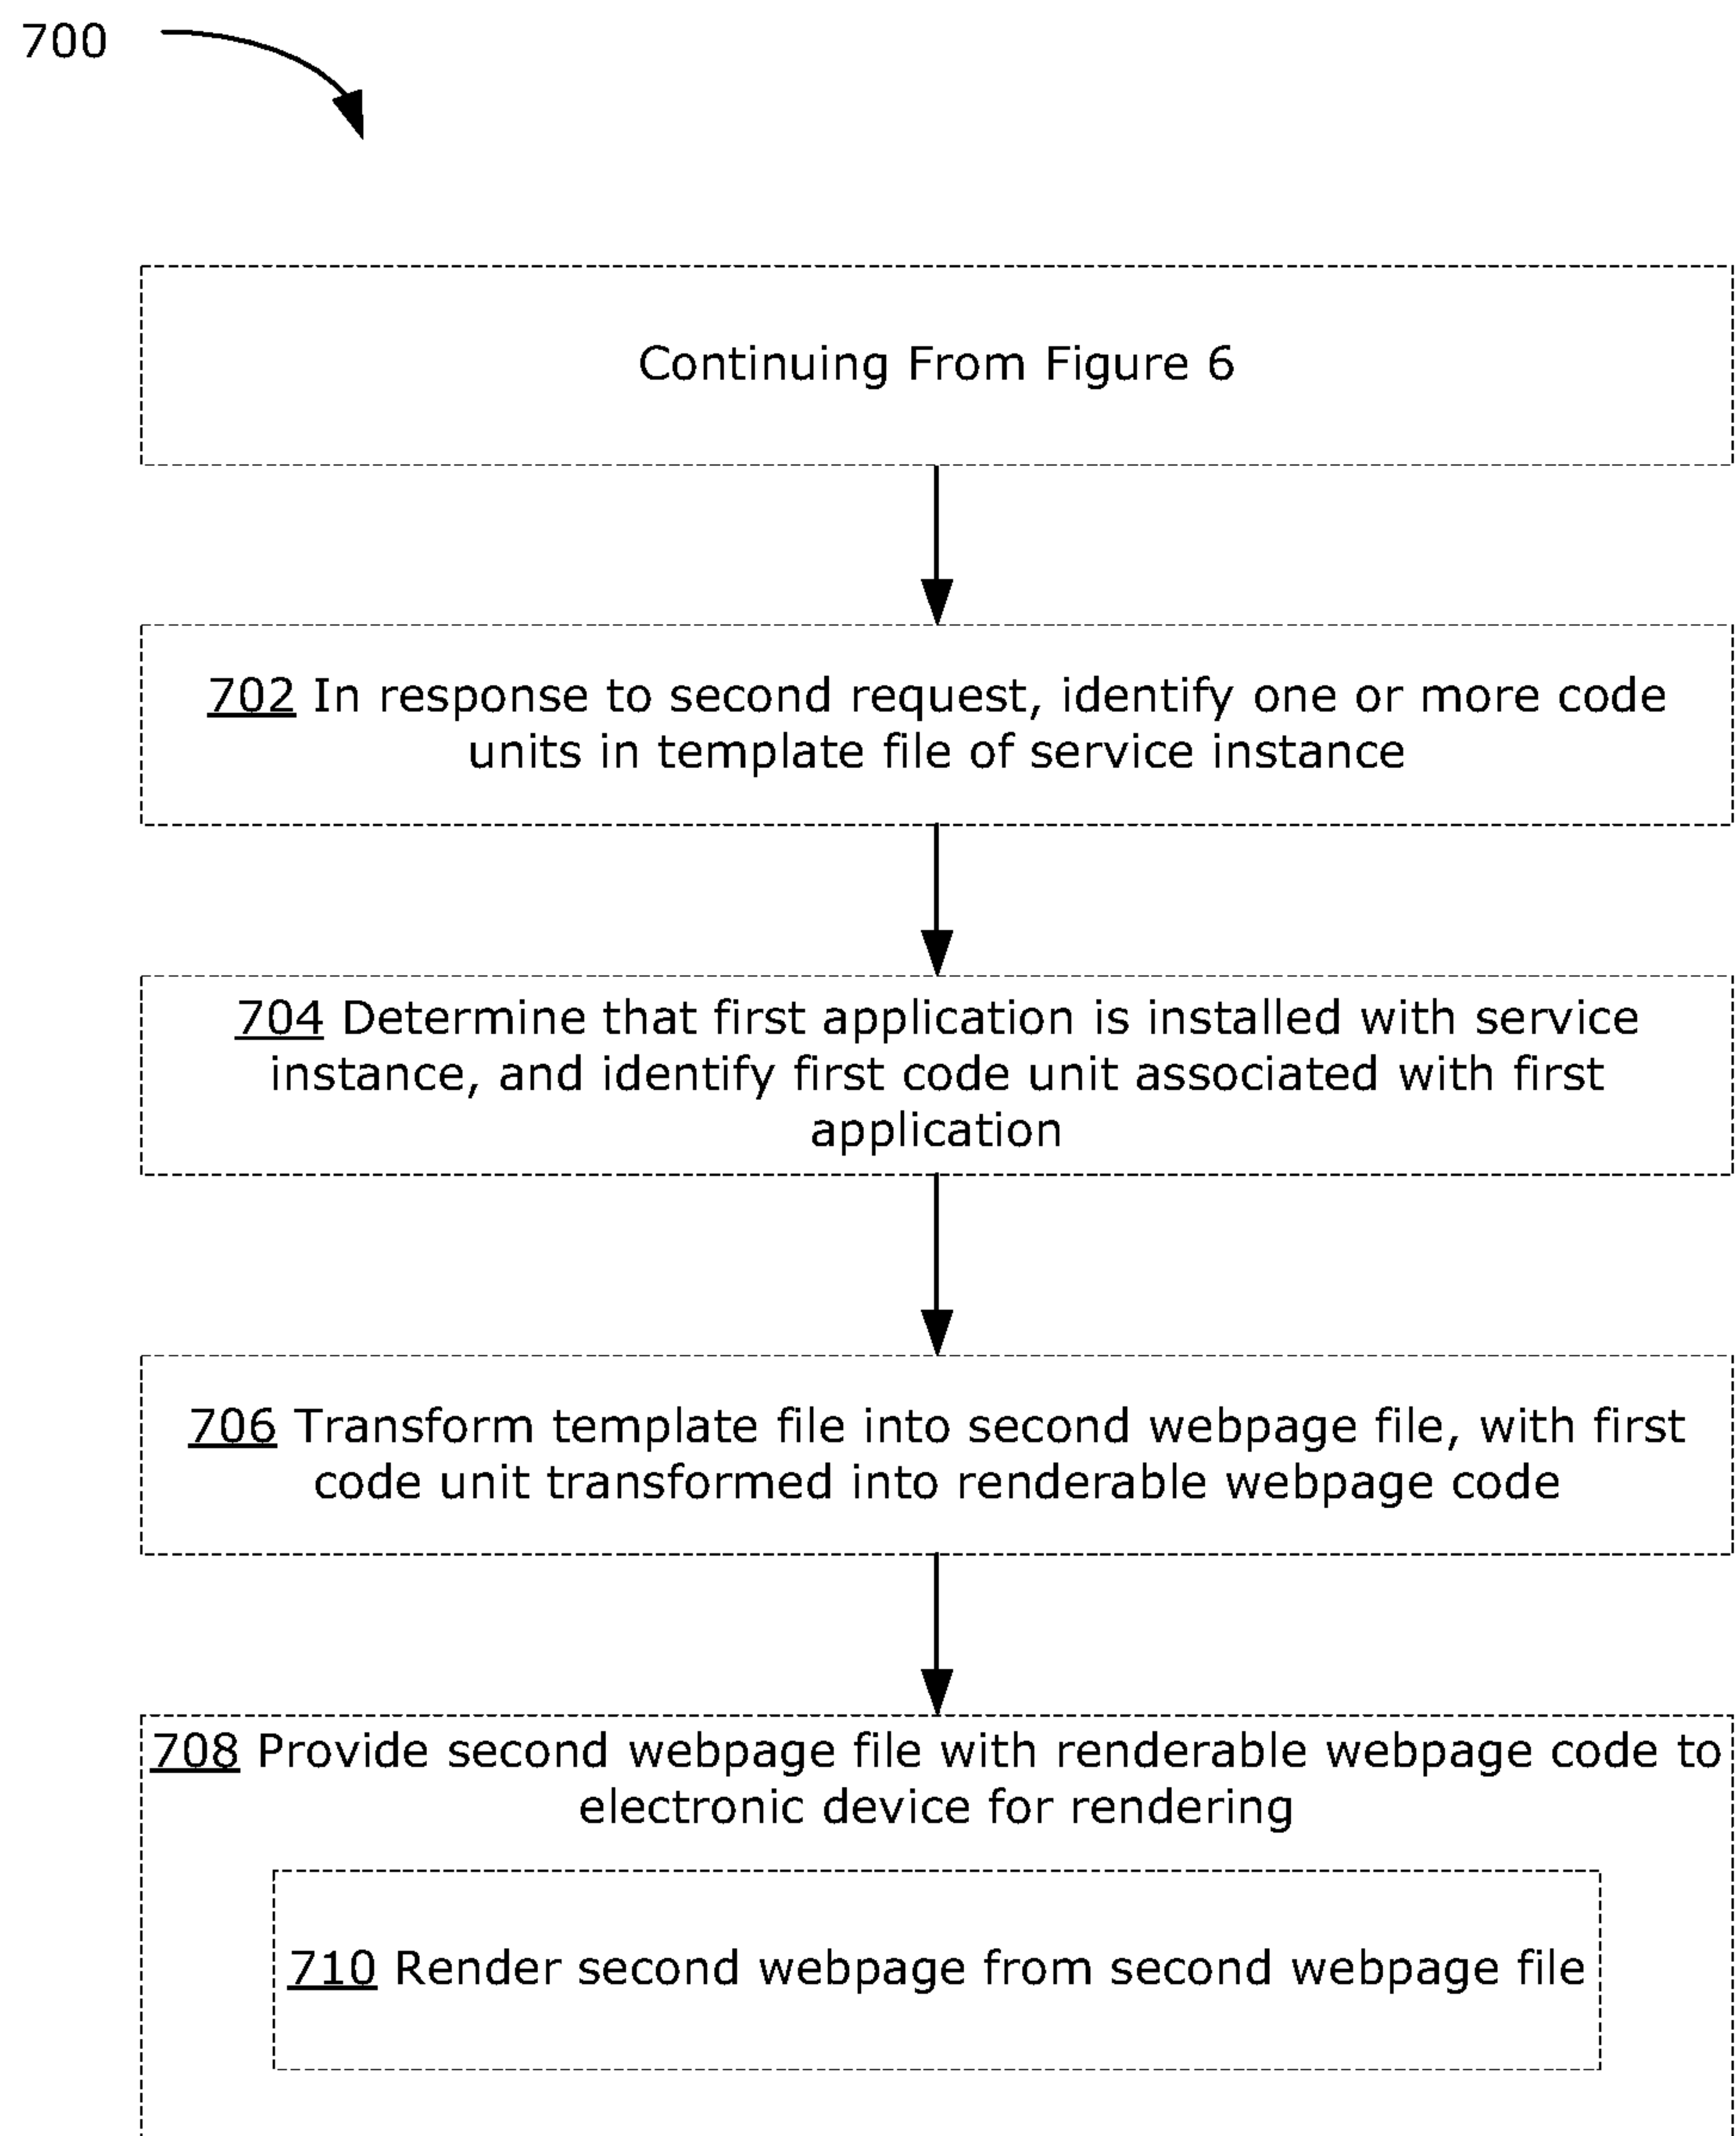 700
Continuing From Figure 6
702 In response to second request, identify one or more code
units in template file of service instance
704 Determine that first application is installed with service
instance, and identify first code unit associated with first
application
706 Transform template file into second webpage file, with first
code unit transformed into renderable webpage code
708 Provide second webpage file with renderable webpage code to
electronic device for rendering
710 Render second webpage from second webpage file